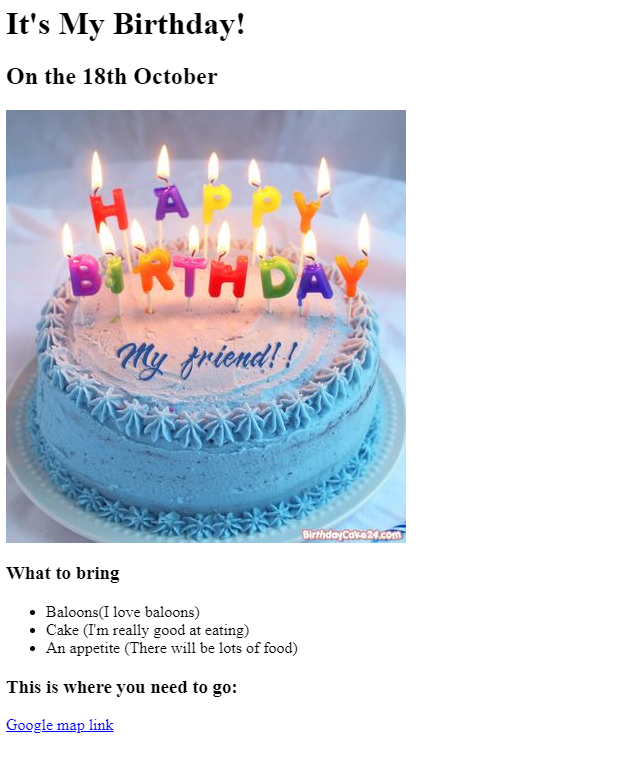 It's My Birthday!
On the 18th October
HAPPY
BIRTHDAY
My friend!!
BirthdayCake24.com
What to bring
Baloons(I love baloons)
Cake (I'm really good at eating)
An appetite (There will be lots of food)
This is where you need to go:
Google map link